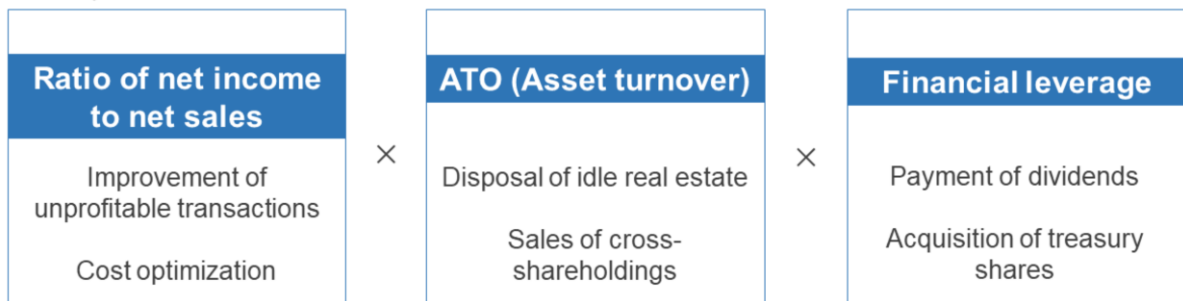 Ratio of net income
to net sales
Improvement of
unprofitable transactions
Cost optimization
×
ATO (Asset turnover)
Disposal of idle real estate
Sales of cross-
shareholdings
×
Financial leverage
Payment of dividends
Acquisition of treasury
shares